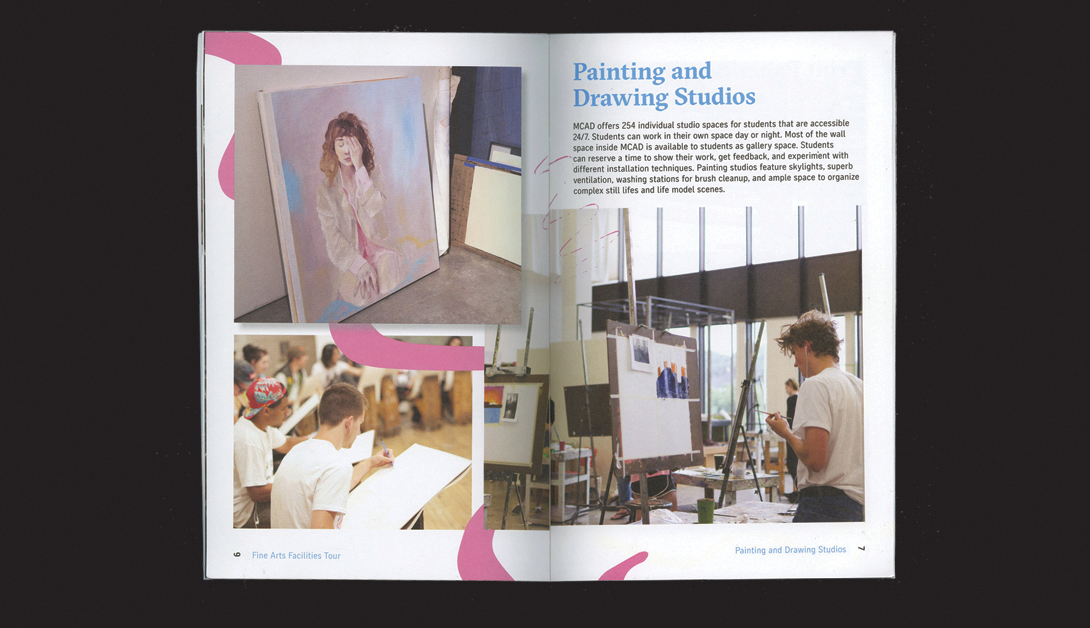 Painting and
Drawing Studios
MCAD offers 254 individual studio spaces for students that are accessible
24/7. Students can work in their own space day or night. Most of the wall
space inside MCAD is available to students as gallery space. Students
can reserve a time to show their work, get feedback, and experiment with
different installation techniques. Painting studios feature skylights, superb
ventilation, washing stations for brush cleanup, and ample space to organize
complex still lifes and life model scenes.
6 Fine Arts Facilities Tour
Painting and Drawing Studios 7